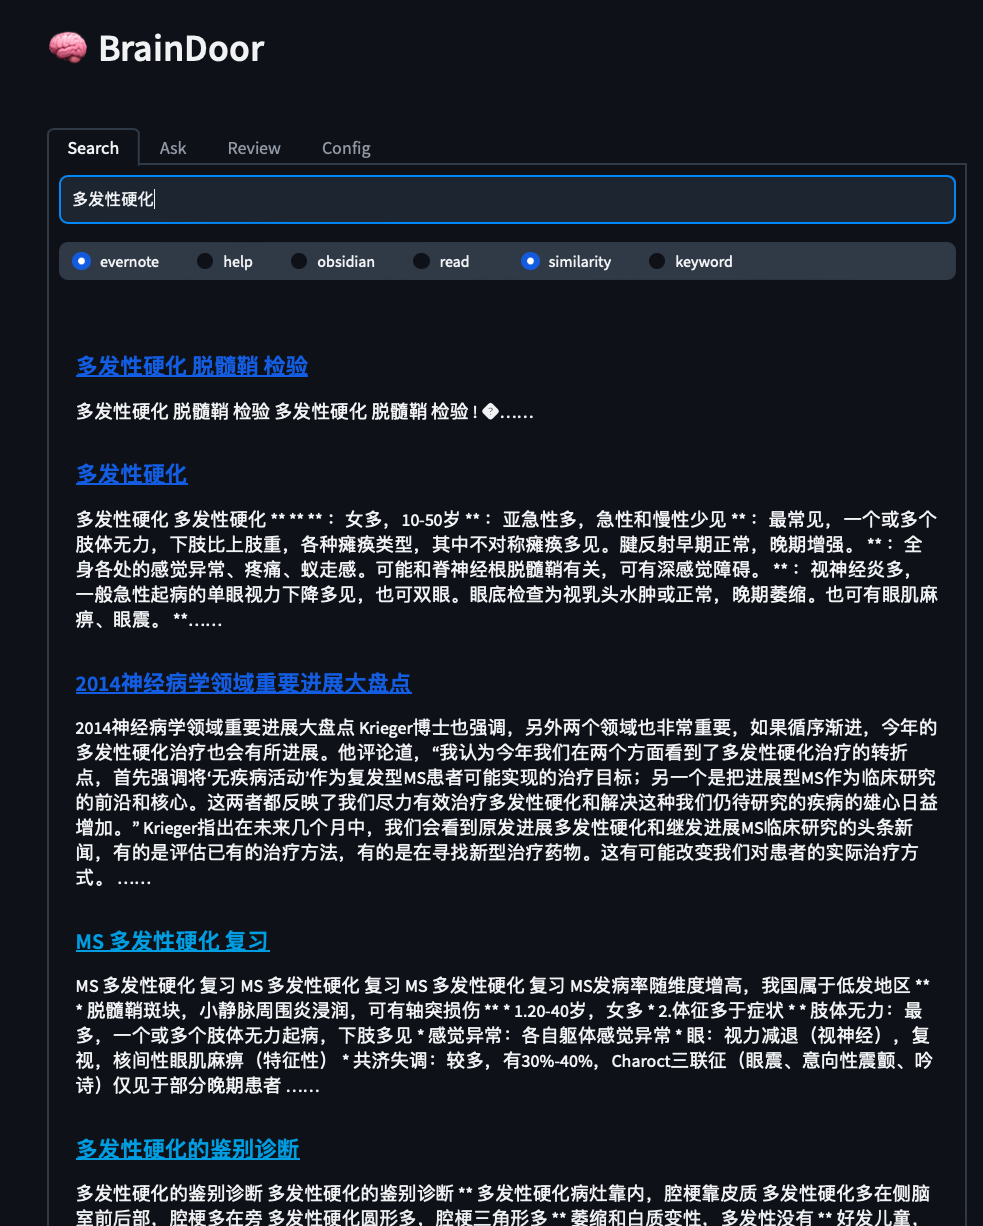 BrainDoor
Search Ask Review Config
多发性硬化
evernote help obsidian read similarity keyword
多发性硬化 脱髓鞘 检验
多发性硬化 脱髓鞘 检验 多发性硬化 脱髓鞘 检验 ! �……
多发性硬化
多发性硬化 多发性硬化 ** ** ** ：女多，10-50岁 ** ：亚急性多，急性和慢性少见 ** ：最常见，一个或多个
肢体无力，下肢比上肢重，各种瘫痪类型，其中不对称瘫痪多见。腱反射早期正常，晚期增强。 ** ：全
身各处的感觉异常、疼痛、蚁走感。可能和脊神经根脱髓鞘有关，可有深感觉障碍。 ** ：视神经炎多，
一般急性起病的单眼视力下降多见，也可双眼。眼底检查为视乳头水肿或正常，晚期萎缩。也可有眼肌麻
痹、眼震。 **……
2014神经病学领域重要进展大盘点
2014神经病学领域重要进展大盘点 Krieger博士也强调，另外两个领域也非常重要，如果循序渐进，今年的
多发性硬化治疗也会有所进展。他评论道，“我认为今年我们在两个方面看到了多发性硬化治疗的转折
点，首先强调将‘无疾病活动’作为复发型MS患者可能实现的治疗目标；另一个是把进展型MS作为临床研究
的前沿和核心。这两者都反映了我们尽力有效治疗多发性硬化和解决这种我们仍待研究的疾病的雄心日益
增加。” Krieger指出在未来几个月中，我们会看到原发进展多发性硬化和继发进展MS临床研究的头条新
闻，有的是评估已有的治疗方法，有的是在寻找新型治疗药物。这有可能改变我们对患者的实际治疗方
式。 ……
MS 多发性硬化 复习
MS 多发性硬化 复习 MS 多发性硬化 复习 MS 多发性硬化 复习 MS发病率随维度增高，我国属于低发地区 **
* 脱髓鞘斑块，小静脉周围炎浸润，可有轴突损伤 ** * 1.20-40岁，女多 * 2.体征多于症状 * * 肢体无力：最
多，一个或多个肢体无力起病，下肢多见 * 感觉异常：各自躯体感觉异常 * 眼：视力减退（视神经），复
视，核间性眼肌麻痹（特征性） * 共济失调：较多，有30%-40%，Charoct三联征（眼震、意向性震颤、吟
诗）仅见于部分晚期患者 ……
多发性硬化的鉴别诊断
多发性硬化的鉴别诊断 多发性硬化的鉴别诊断 ** 多发性硬化病灶靠内，腔梗靠皮质 多发性硬化多在侧脑
室前后部，腔梗多在旁 多发性硬化圆形多，腔梗三角形多 ** 萎缩和白质变性，多发性没有 ** 好发儿童，